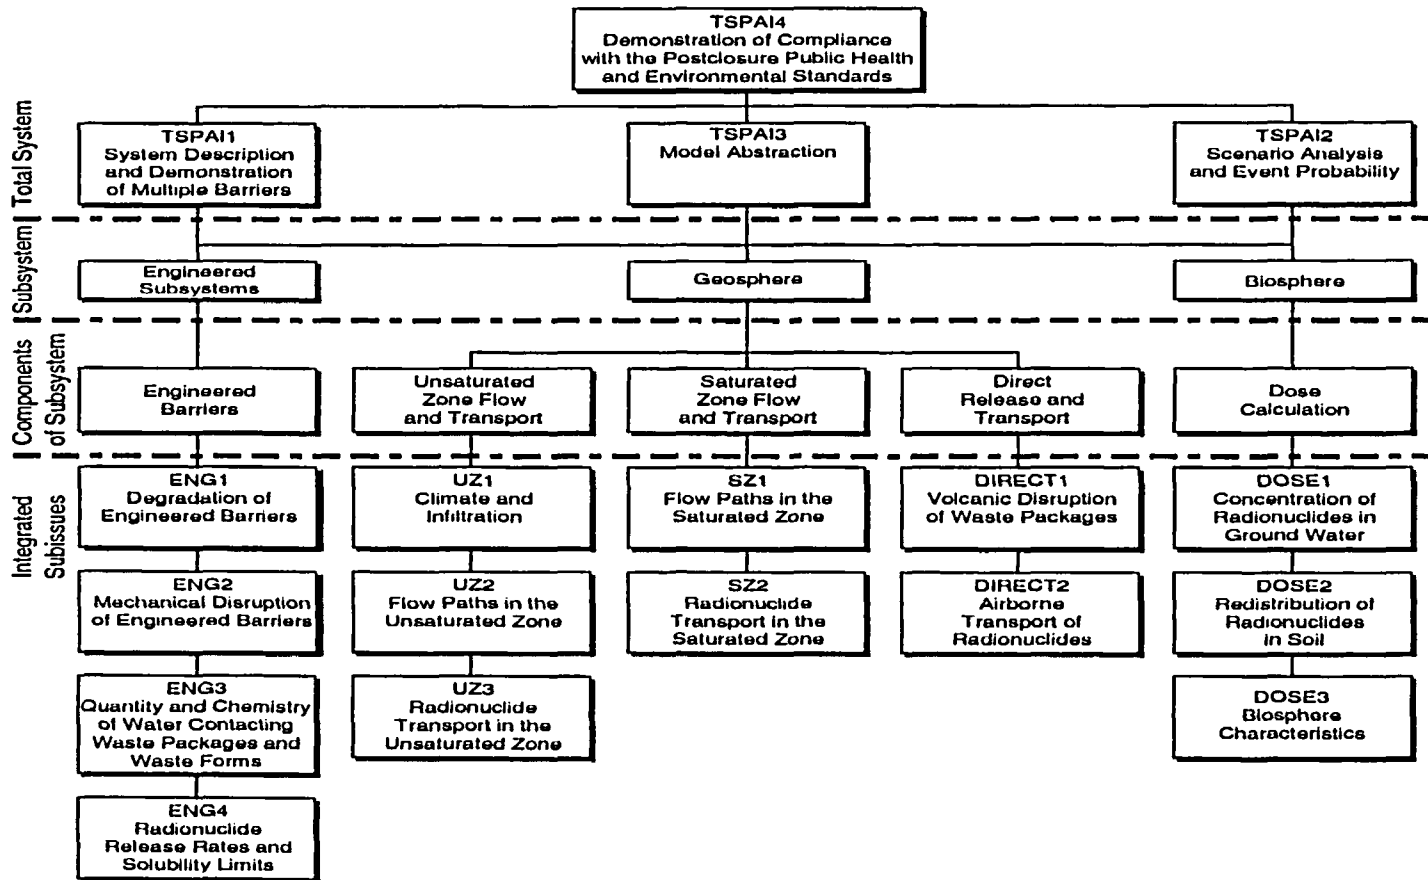 TSPAI4
Demonstration of Compliance
with the Postclosure Public Health
and Environmental Standards
Total System
TSPAI1
System Description
and Demonstration
of Multiple Barriers
TSPAI3
Model Abstraction
TSPAI2
Scenario Analysis
and Event Probability
Subsystem
Engineered
Subsystems
Geosphere
Biosphere
Components
of Subsystem
Engineered
Barriers
Unsaturated
Zone Flow
and Transport
Saturated
Zone Flow
and Transport
Direct
Release and
Transport
Dose
Calculation
Integrated
Subissues
ENG1
Degradation of
Engineered Barriers
UZ1
Climate and
Infiltration
SZ1
Flow Paths in the
Saturated Zone
DIRECT1
Volcanic Disruption
of Waste Packages
DOSE1
Concentration of
Radionuclides in
Ground Water
ENG2
Mechanical Disruption
of Engineered Barriers
UZ2
Flow Paths in the
Unsaturated Zone
SZ2
Radionuclide
Transport in the
Saturated Zone
DIRECT2
Airborne
Transport of
Radionuclides
DOSE2
Redistribution of
Radionuclides
in Soil
ENG3
Quantity and Chemistry
of Water Contacting
Waste Packages and
Waste Forms
UZ3
Radionuclide
Transport in the
Unsaturated Zone
DOSE3
Biosphere
Characteristics
ENG4
Radionuclide
Release Rates and
Solubility Limits